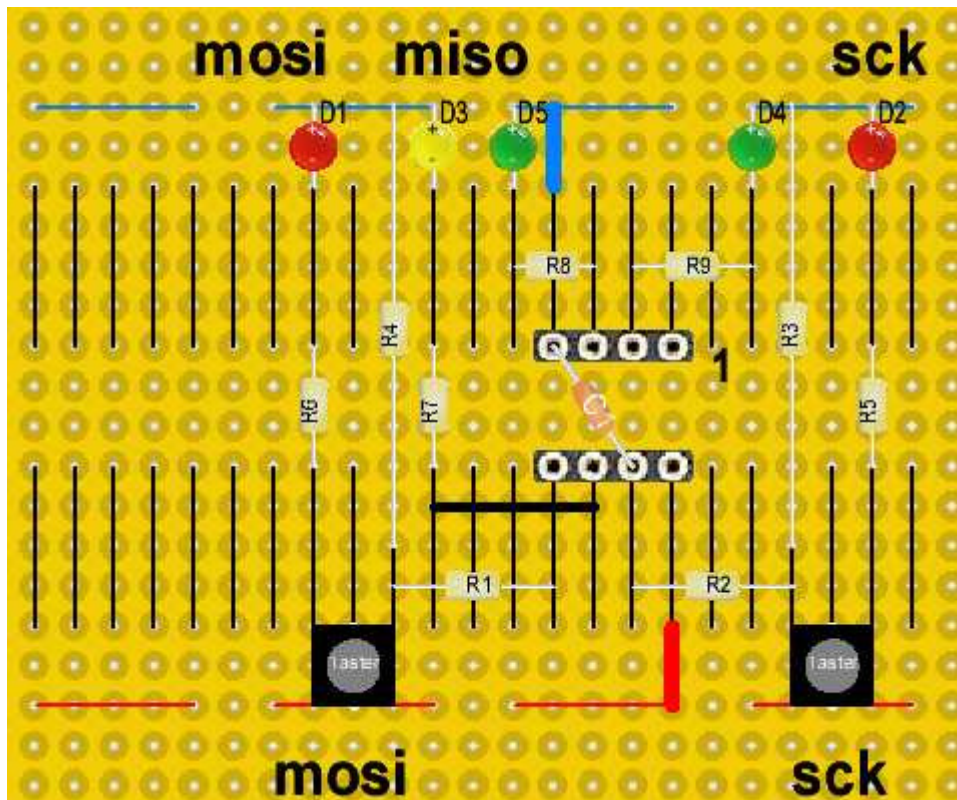 mosi miso sck
D1 D3 D5 D4 D2
R8 R9
R4 R3
1
R6 R7 R5
R1 R2
Taster Taster
mosi sck